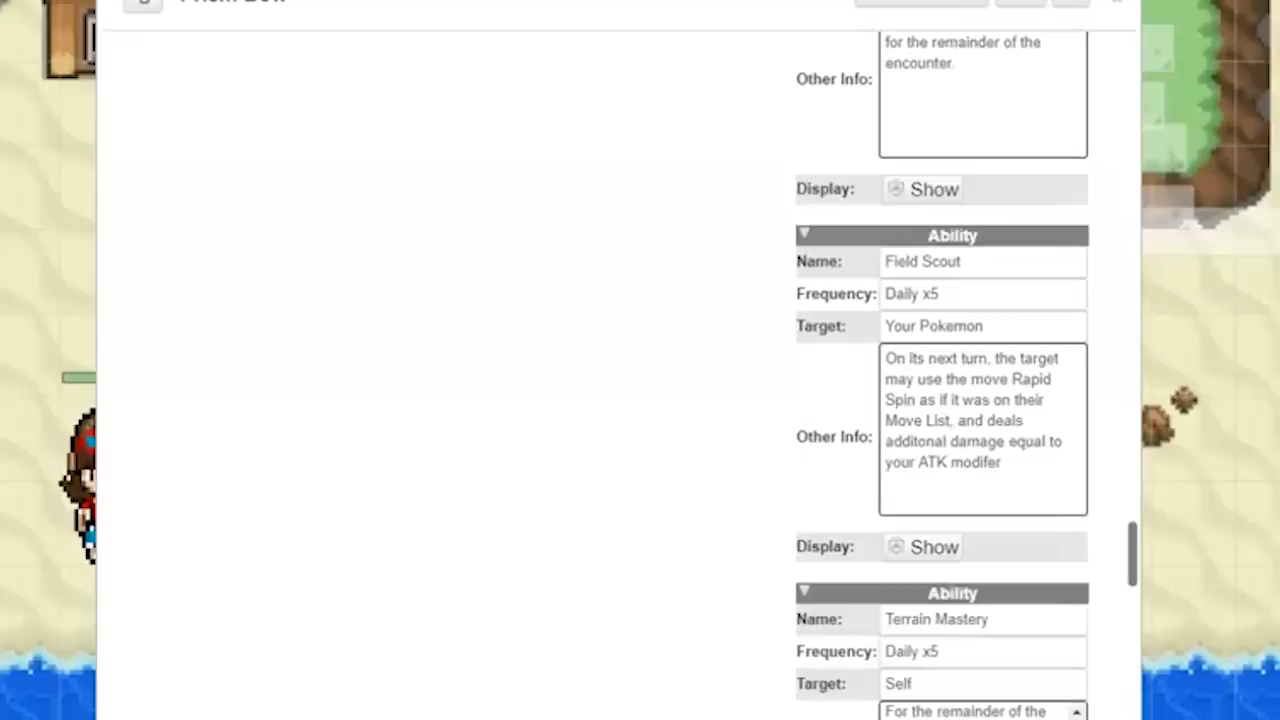 for the remainder of the
encounter.
Other Info:
Display: Show
Ability
Name: Field Scout
Frequency: Daily x5
Target: Your Pokemon
On its next turn, the target
may use the move Rapid
Spin as if it was on their
Move List, and deals
additonal damage equal to
your ATK modifer
Other Info:
Display: Show
Ability
Name: Terrain Mastery
Frequency: Daily x5
Target: Self
For the remainder of the